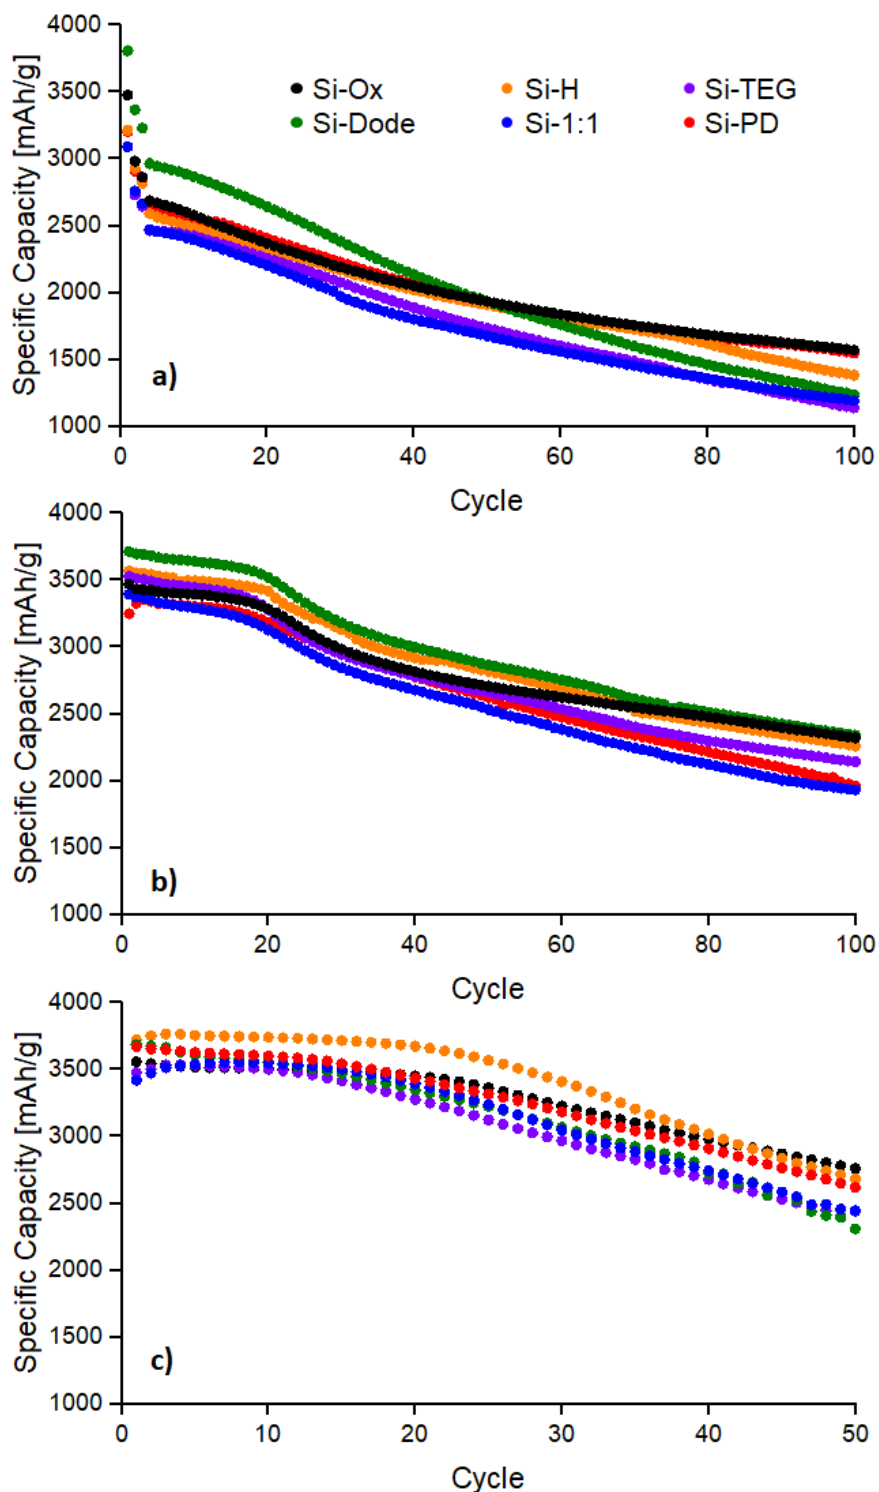 4000
3500
3000
2500
2000
1500
1000
Specific Capacity [mAh/g]
Si-Ox Si-H Si-TEG
Si-Dode Si-1:1 Si-PD
a)
0 20 40 60 80 100
Cycle
4000
3500
3000
2500
2000
1500
1000
Specific Capacity [mAh/g]
b)
0 20 40 60 80 100
Cycle
4000
3500
3000
2500
2000
1500
1000
Specific Capacity [mAh/g]
c)
0 10 20 30 40 50
Cycle